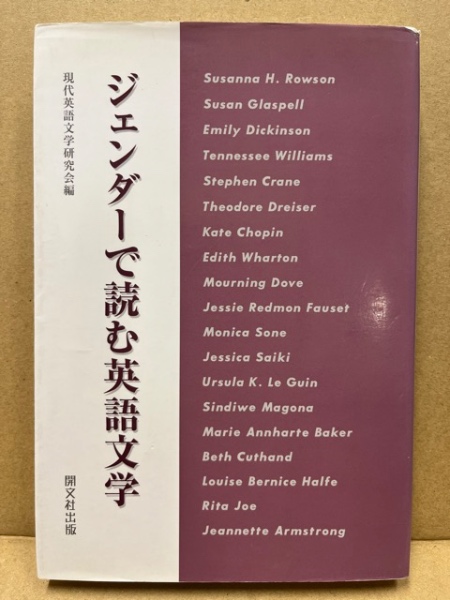 ジェンダーで読む英語文学
現代英語文学研究会編
開文社出版
Susanna H. Rowson
Susan Glaspell
Emily Dickinson
Tennessee Williams
Stephen Crane
Theodore Dreiser
Kate Chopin
Edith Wharton
Mourning Dove
Jessie Redmon Fauset
Monica Sone
Jessica Saiki
Ursula K. Le Guin
Sindiwe Magona
Marie Annharte Baker
Beth Cuthand
Louise Bernice Halfe
Rita Joe
Jeannette Armstrong